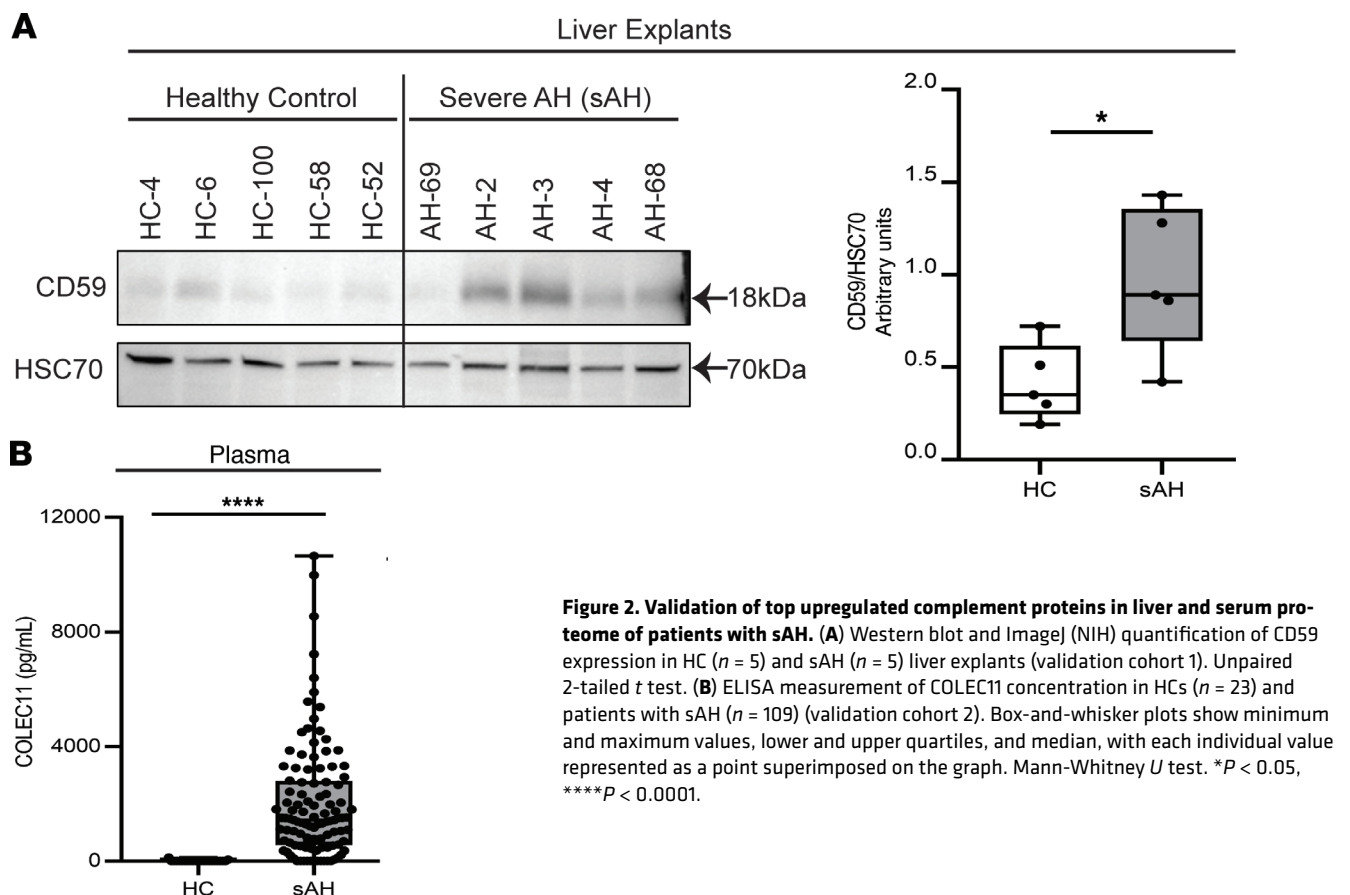 A
Liver Explants
Healthy Control
Severe AH (sAH)
HC-4
HC-6
HC-100
HC-58
HC-52
AH-69
AH-2
AH-3
AH-4
AH-68
CD59
18kDa
HSC70
70kDa
2.0
1.5
1.0
0.5
0.0
CD59/HSC70
Arbitrary units
*
HC
sAH
B
Plasma
****
12000
8000
4000
0
COLEC11 (pg/mL)
HC
sAH
Figure 2. Validation of top upregulated complement proteins in liver and serum pro-
teome of patients with sAH. (A) Western blot and ImageJ (NIH) quantification of CD59
expression in HC (n = 5) and sAH (n = 5) liver explants (validation cohort 1). Unpaired
2-tailed t test. (B) ELISA measurement of COLEC11 concentration in HCs (n = 23) and
patients with sAH (n = 109) (validation cohort 2). Box-and-whisker plots show minimum
and maximum values, lower and upper quartiles, and median, with each individual value
represented as a point superimposed on the graph. Mann-Whitney U test. *P < 0.05,
****P < 0.0001.